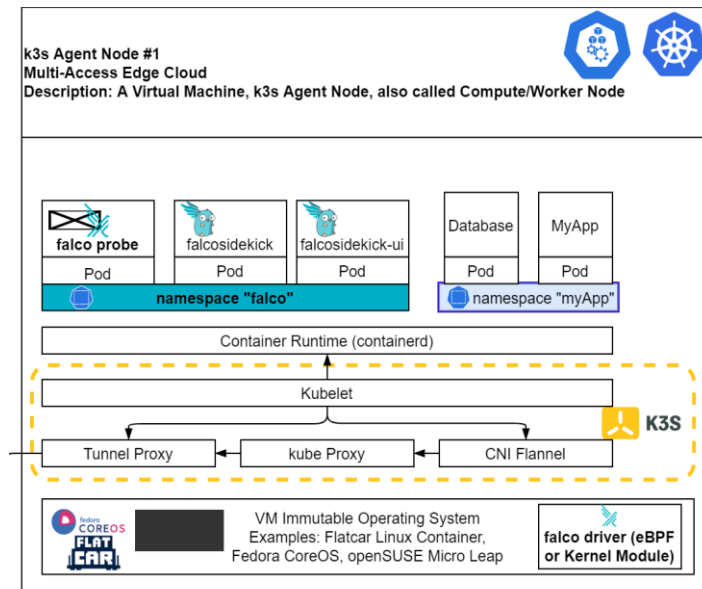 k3s Agent Node #1
Multi-Access Edge Cloud
Description: A Virtual Machine, k3s Agent Node, also called Compute/Worker Node
falco probe
falcosidekick
falcosidekick-ui
Pod
Pod
Pod
namespace "falco"
Database
MyApp
Pod
Pod
namespace "myApp"
Container Runtime (containerd)
Kubelet
K3S
Tunnel Proxy
kube Proxy
CNI Flannel
fedora
COREOS
FLAT
CAR
VM Immutable Operating System
Examples: Flatcar Linux Container,
Fedora CoreOS, openSUSE Micro Leap
falco driver (eBPF
or Kernel Module)